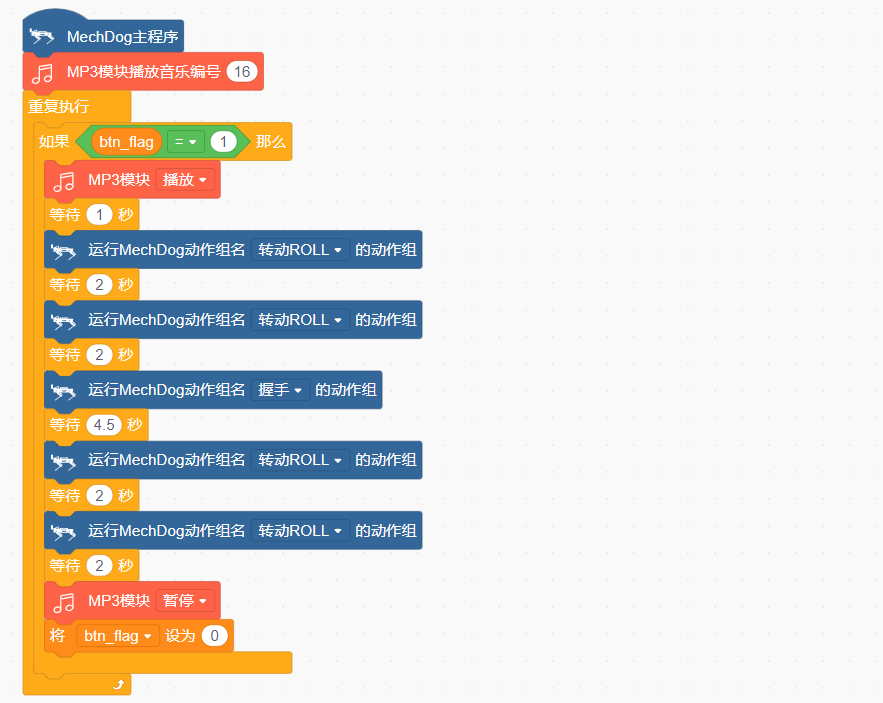 MechDog主程序
MP3模块播放音乐编号 16
重复执行
如果 btn_flag = 1 那么
MP3模块 播放
等待 1 秒
运行MechDog动作组名 转动ROLL 的动作组
等待 2 秒
运行MechDog动作组名 转动ROLL 的动作组
等待 2 秒
运行MechDog动作组名 握手 的动作组
等待 4.5 秒
运行MechDog动作组名 转动ROLL 的动作组
等待 2 秒
运行MechDog动作组名 转动ROLL 的动作组
等待 2 秒
MP3模块 暂停
将 btn_flag 设为 0